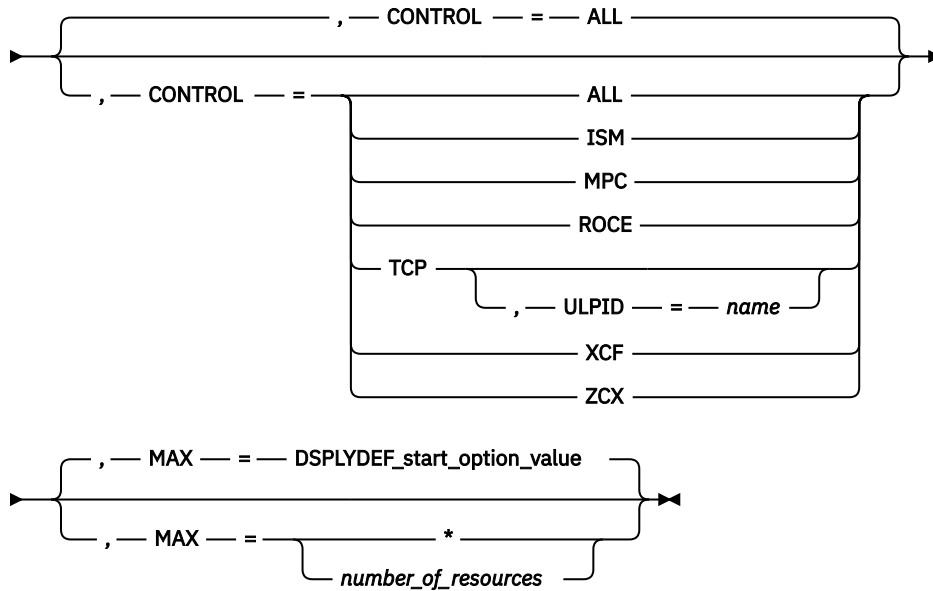 , CONTROL = ALL
, CONTROL = ALL
ISM
MPC
ROCE
TCP
, ULPID = name
XCF
ZCX
, MAX = DSPLYDEF_start_option_value
, MAX = *
number_of_resources